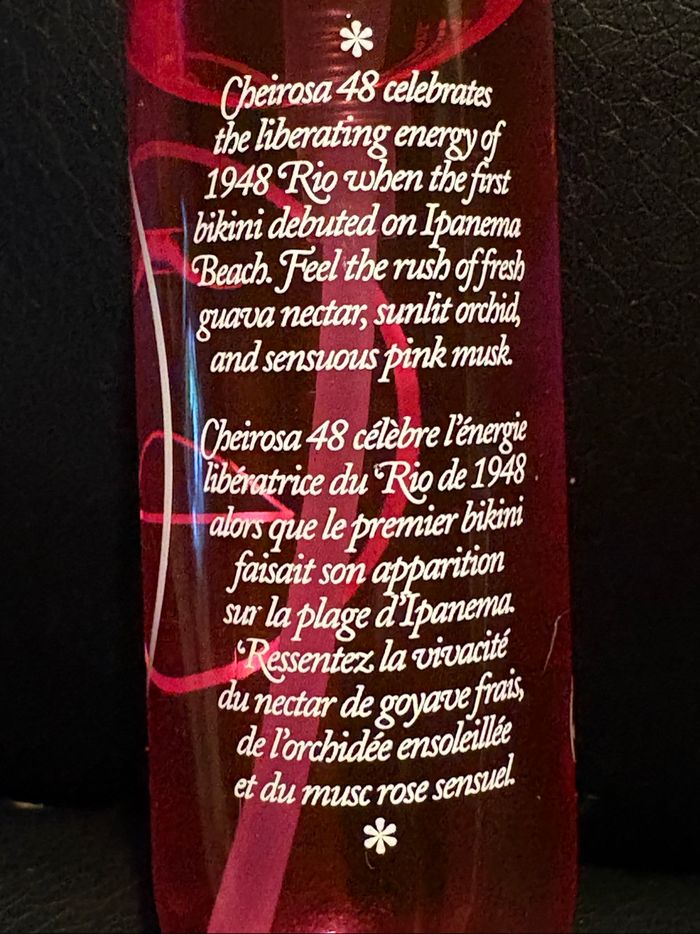 Cheirosa 48 celebrates
the liberating energy of
1948 Rio when the first
bikini debuted on Ipanema
Beach. Feel the rush of fresh
guava nectar, sunlit orchid,
and sensuous pink musk.
Cheirosa 48 célèbre l'énergie
libératrice du Rio de 1948
alors que le premier bikini
faisait son apparition
sur la plage d'Ipanema.
Ressentez la vivacité
du nectar de goyave frais,
de l'orchidée ensoleillée
et du musc rose sensuel.